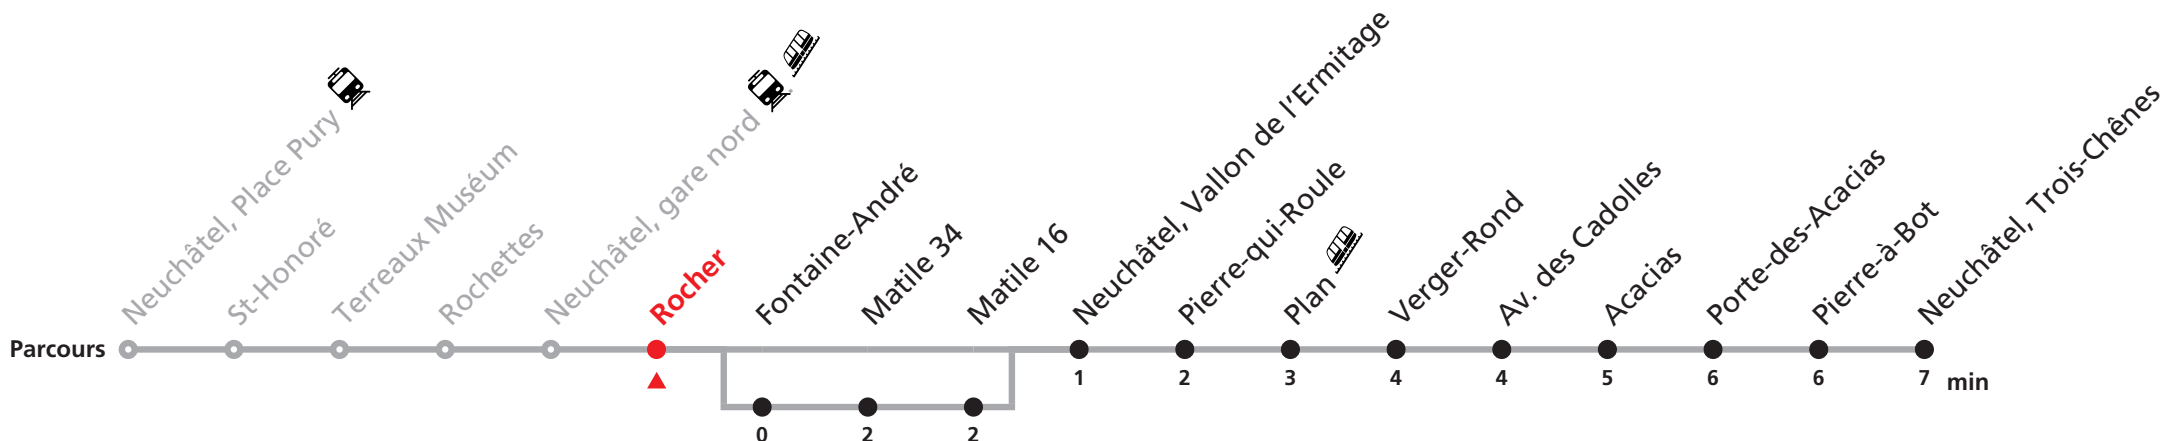 Neuchâtel, Place Pury
St-Honoré
Terreaux Muséum
Rochettes
Neuchâtel, gare nord
Rocher
Fontaine-André
Matile 34
Matile 16
Neuchâtel, Vallon de l'Ermitage
Pierre-qui-Roule
Plan
Verger-Rond
Av. des Cadolles
Acacias
Porte-des-Acacias
Pierre-à-Bot
Neuchâtel, Trois-Chênes
Parcours
1 2 3 4 4 5 6 6 7 min
0 2 2